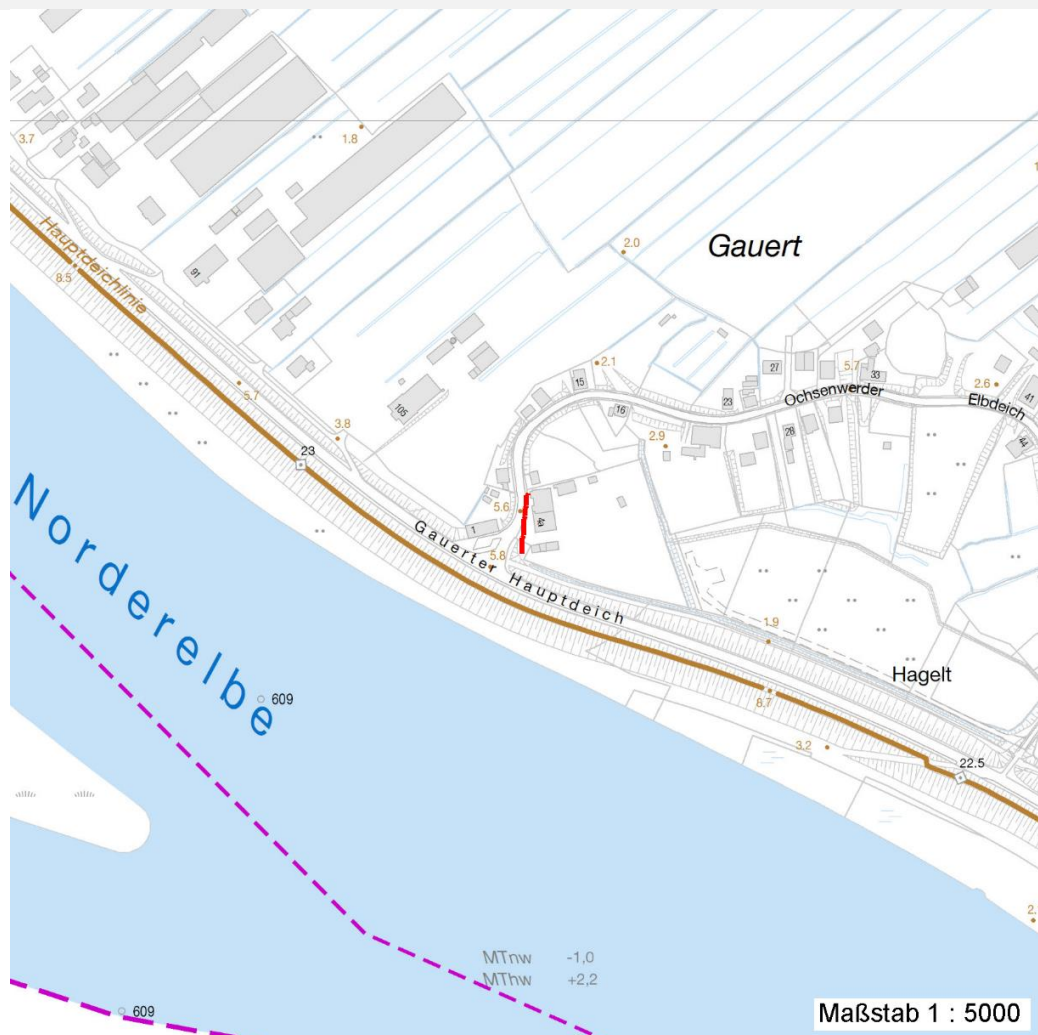 3.7
1.8
Gauert
2.0
Hauptdeichlinie
91
8.5
5.7
105
3.8
23
2.1
15
16
2.9
23
27
5.7
33
Ochsenwerder
28
2.6
Elbdeich
41
44
5.6
4a
1
5.8
Gauerter Hauptdeich
Norderelbe
609
1.9
Hagelt
8.7
3.2
22.5
2.
MTnw -1,0
MThw +2,2
609
Maßstab 1 : 5000